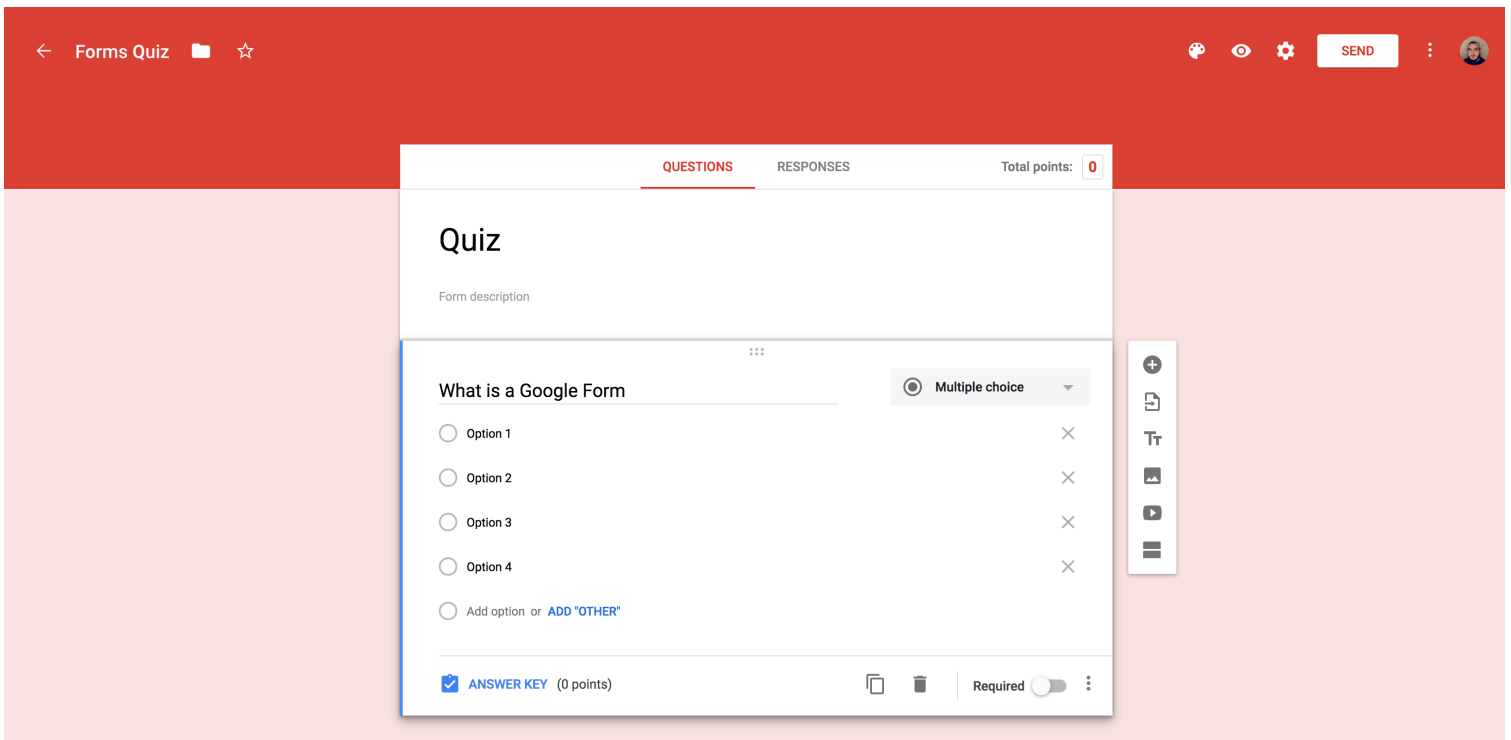 Forms Quiz
SEND
QUESTIONS RESPONSES Total points: 0
Quiz
Form description
What is a Google Form
Multiple choice
Option 1
Option 2
Option 3
Option 4
Add option or ADD "OTHER"
ANSWER KEY (0 points)
Required